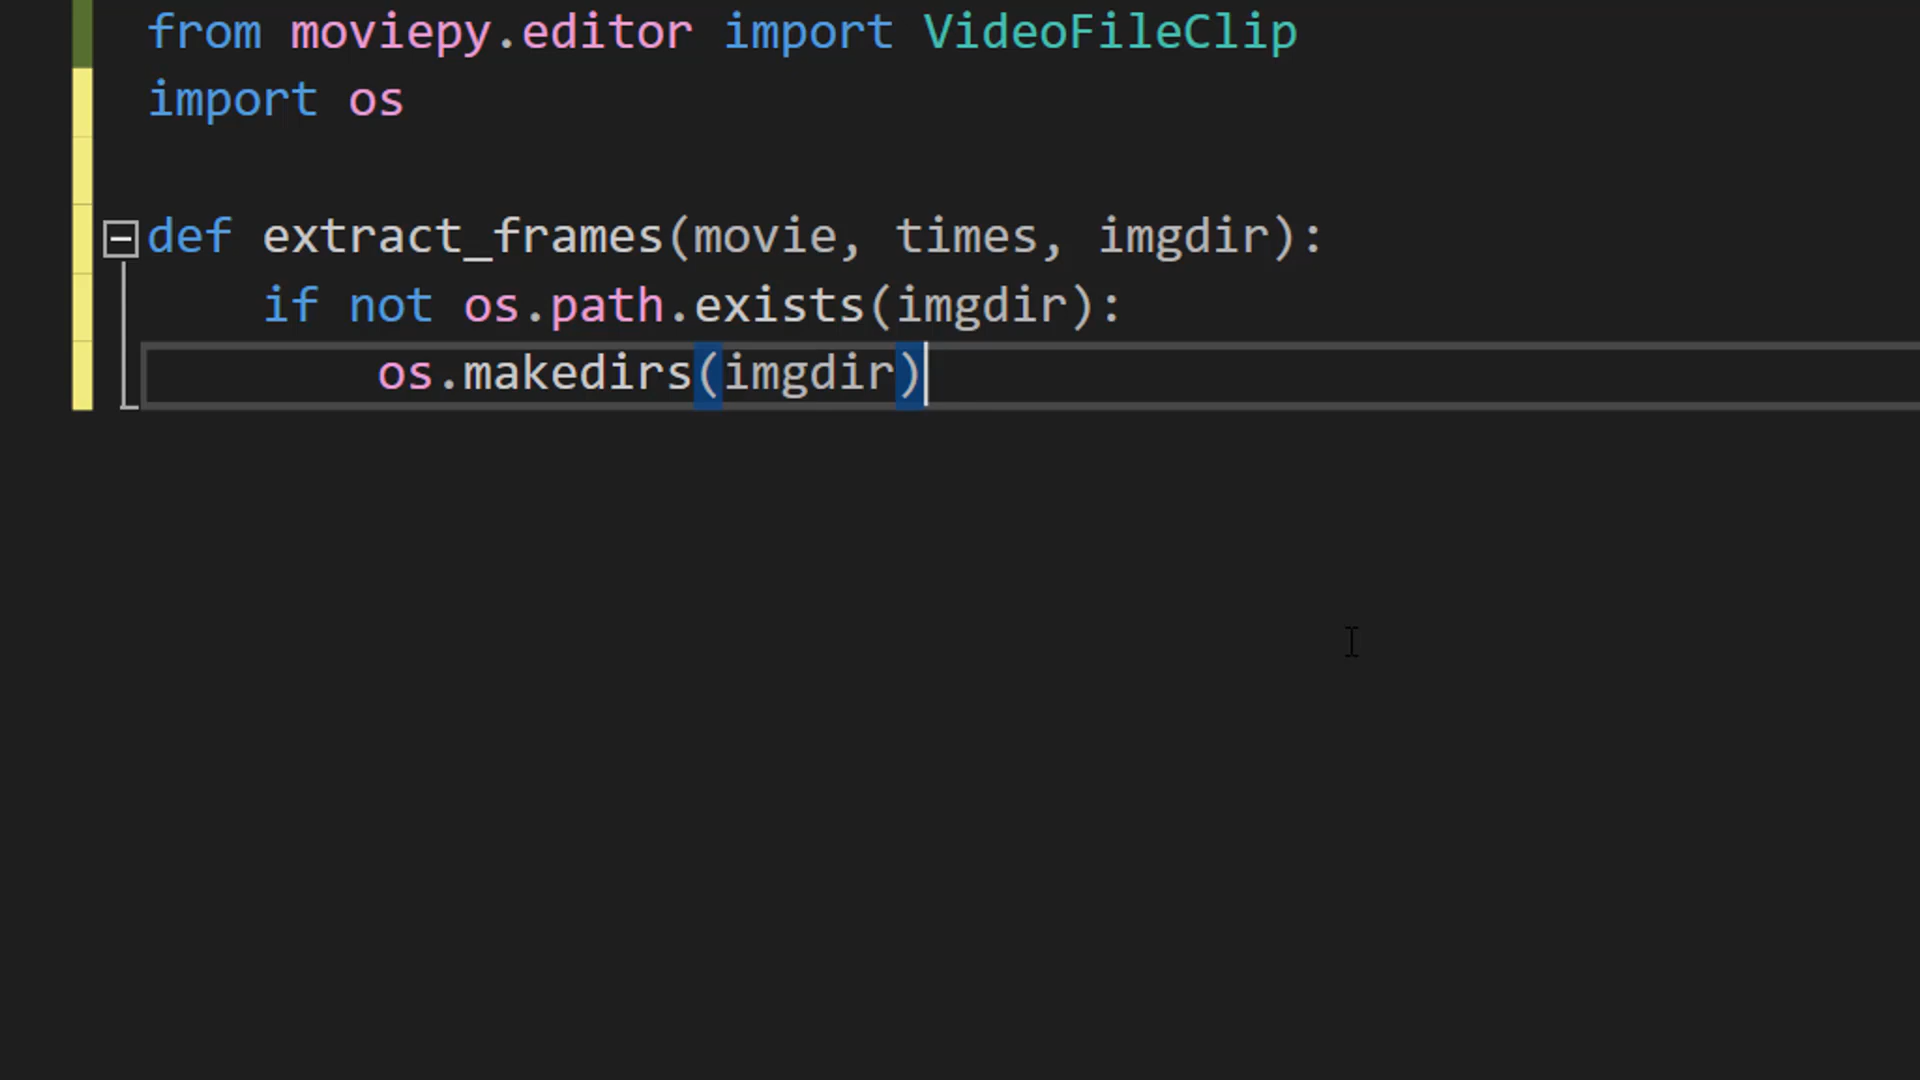 from moviepy.editor import VideoFileClip
import os
def extract_frames(movie, times, imgdir):
    if not os.path.exists(imgdir):
        os.makedirs(imgdir)